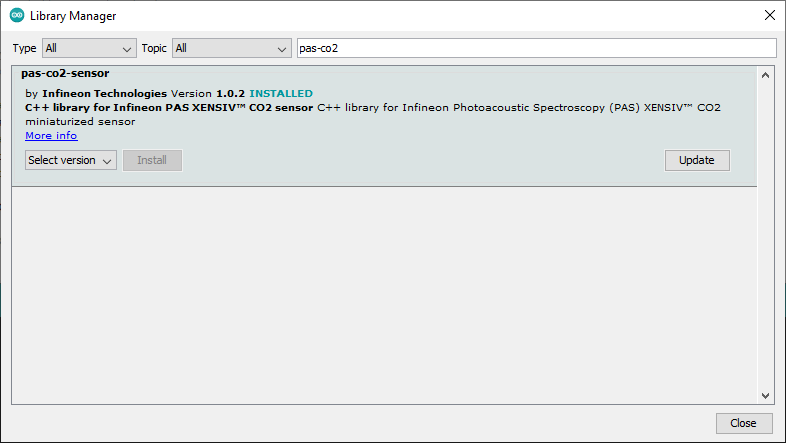 Library Manager
Type All Topic All pas-co2
pas-co2-sensor
by Infineon Technologies Version 1.0.2 INSTALLED
C++ library for Infineon PAS XENSIV™ CO2 sensor C++ library for Infineon Photoacoustic Spectroscopy (PAS) XENSIV™ CO2
miniaturized sensor
More info
Select version Install Update
Close